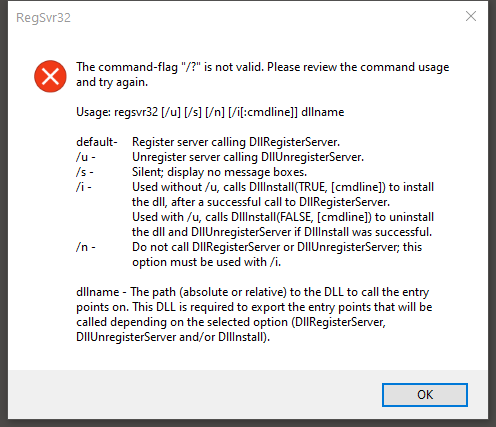 RegSvr32
The command-flag "/?" is not valid. Please review the command usage
and try again.
Usage: regsvr32 [/u] [/s] [/n] [/i[:cmdline]] dllname
default- Register server calling DllRegisterServer.
/u - Unregister server calling DllUnregisterServer.
/s - Silent; display no message boxes.
/i - Used without /u, calls DllInstall(TRUE, [cmdline]) to install
the dll, after a successful call to DllRegisterServer.
Used with /u, calls DllInstall(FALSE, [cmdline]) to uninstall
the dll and DllUnregisterServer if DllInstall was successful.
/n - Do not call DllRegisterServer or DllUnregisterServer; this
option must be used with /i.
dllname - The path (absolute or relative) to the DLL to call the entry
points on. This DLL is required to export the entry points that will be
called depending on the selected option (DllRegisterServer,
DllUnregisterServer and/or DllInstall).
OK